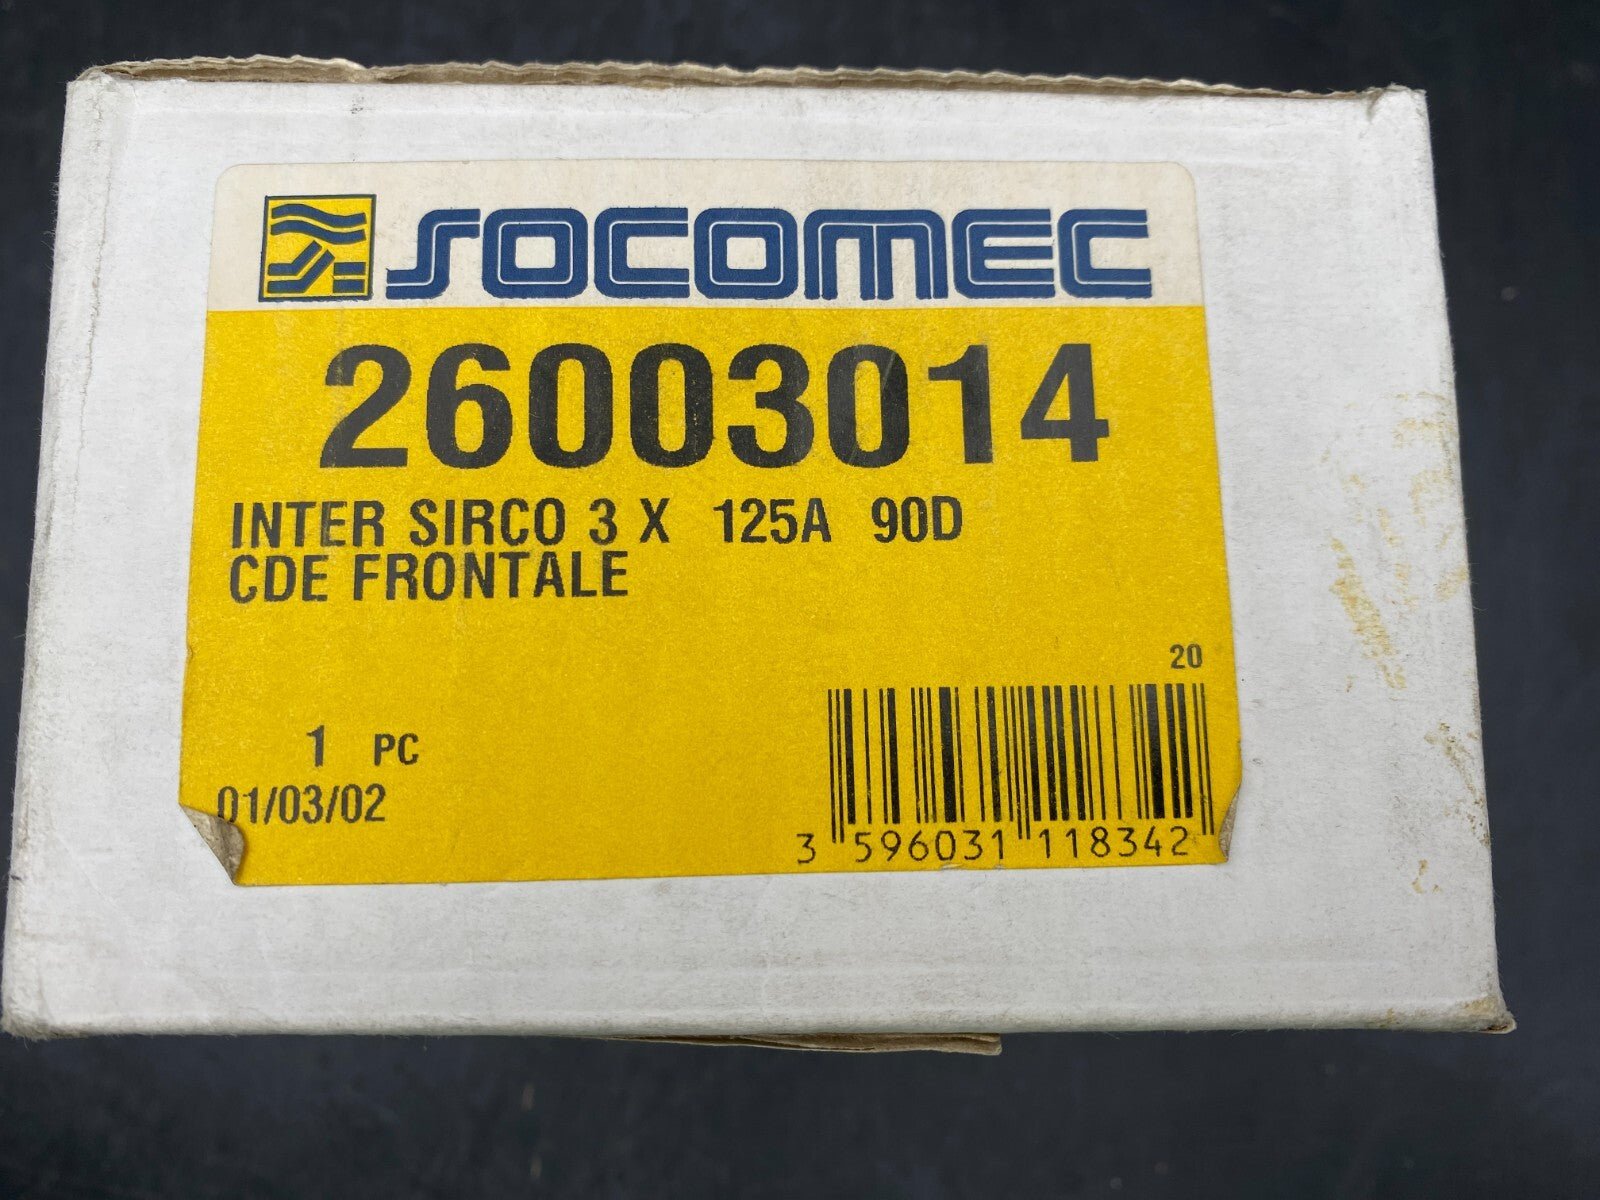 SOCOMEC
26003014
INTER SIRCO 3 X 125A 90D
CDE FRONTALE
20
1 PC
01/03/02
3 596031 118342